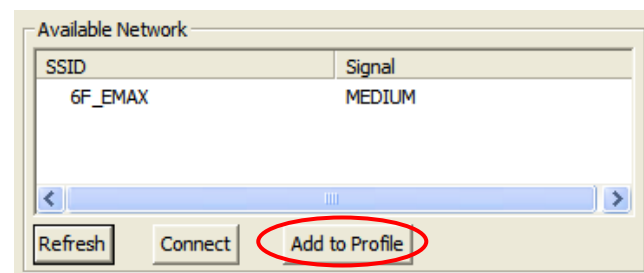 Available Network
SSID Signal
6F_EMAX MEDIUM
Refresh Connect Add to Profile